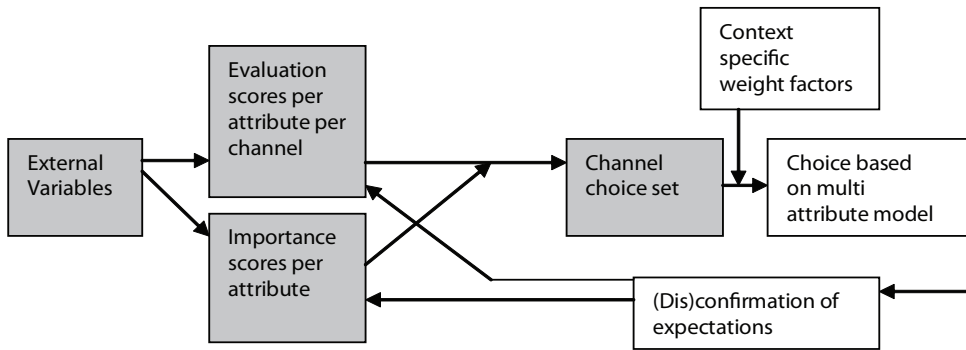 External
Variables
Evaluation
scores per
attribute per
channel
Importance
scores per
attribute
Channel
choice set
Context
specific
weight factors
Choice based
on multi
attribute model
(Dis)confirmation of
expectations